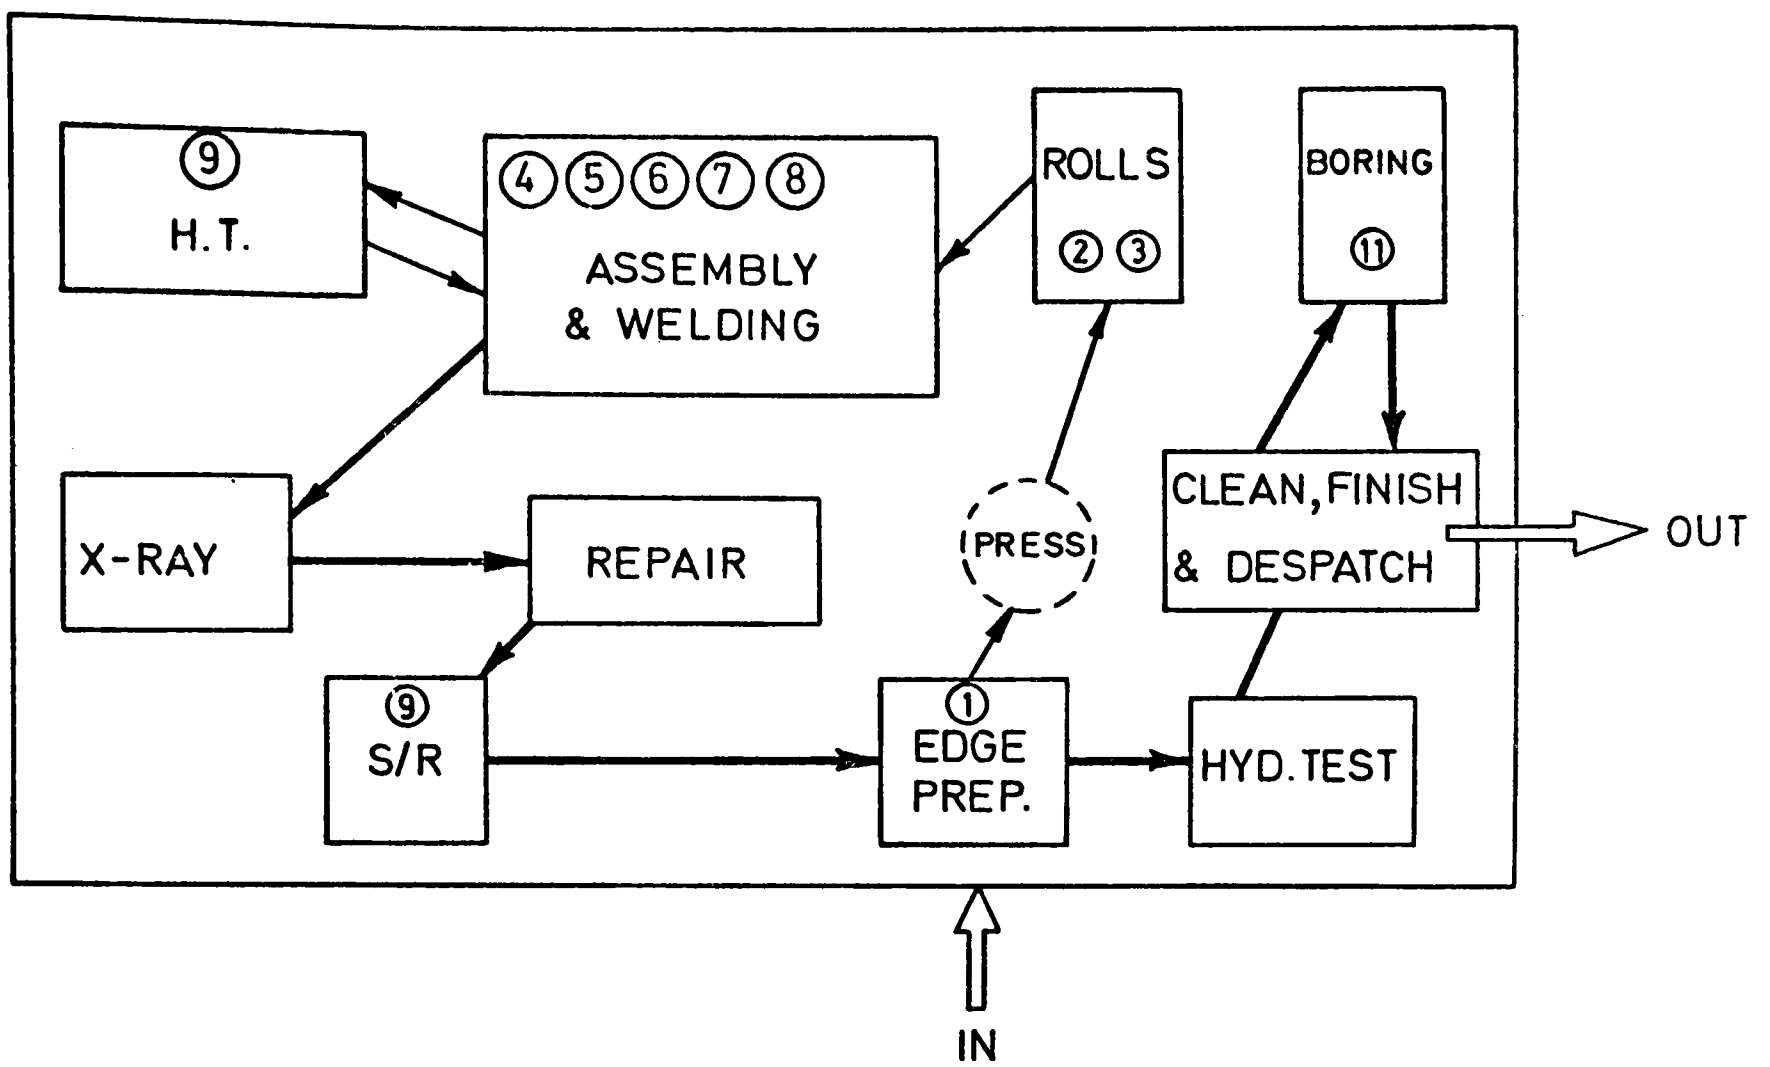 9
H.T.
4 5 6 7 8
ASSEMBLY
& WELDING
ROLLS
2 3
BORING
11
X-RAY
REPAIR
PRESS
CLEAN, FINISH
& DESPATCH
OUT
9
S/R
1
EDGE
PREP.
HYD. TEST
IN